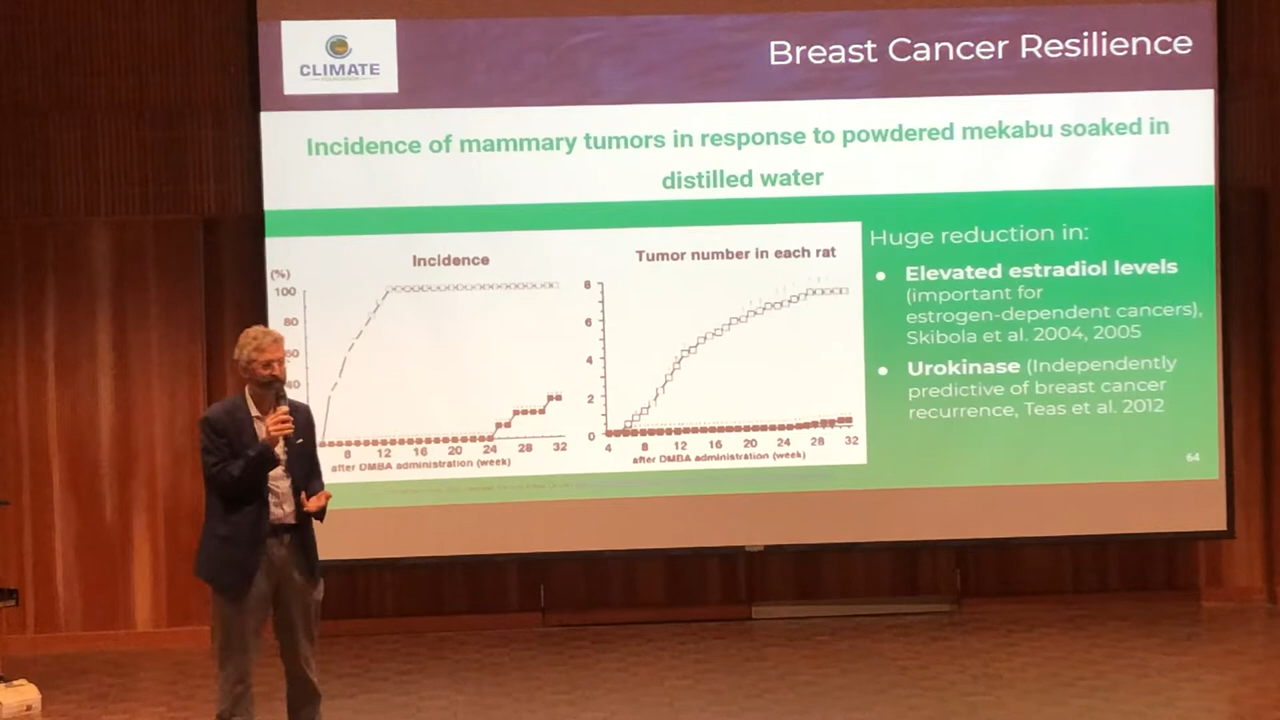 CLIMATE
Breast Cancer Resilience
Incidence of mammary tumors in response to powdered mekabu soaked in
distilled water
Incidence
(%)
100
80
60
40
8 12 16 20 24 28 32
after DMBA administration (week)
Tumor number in each rat
8
6
4
2
0
4 8 12 16 20 24 28 32
after DMBA administration (week)
Huge reduction in:
● Elevated estradiol levels
(important for
estrogen-dependent cancers),
Skibola et al. 2004, 2005
● Urokinase (Independently
predictive of breast cancer
recurrence, Teas et al. 2012
64